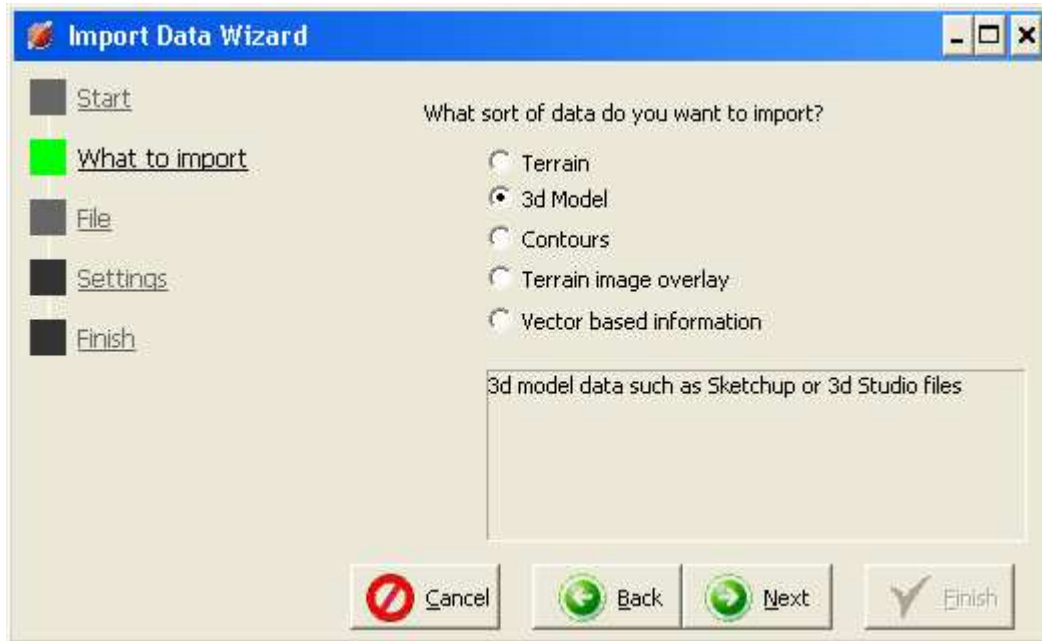 Import Data Wizard
Start
What to import
File
Settings
Finish
What sort of data do you want to import?
Terrain
3d Model
Contours
Terrain image overlay
Vector based information
3d model data such as Sketchup or 3d Studio files
Cancel
Back
Next
Finish